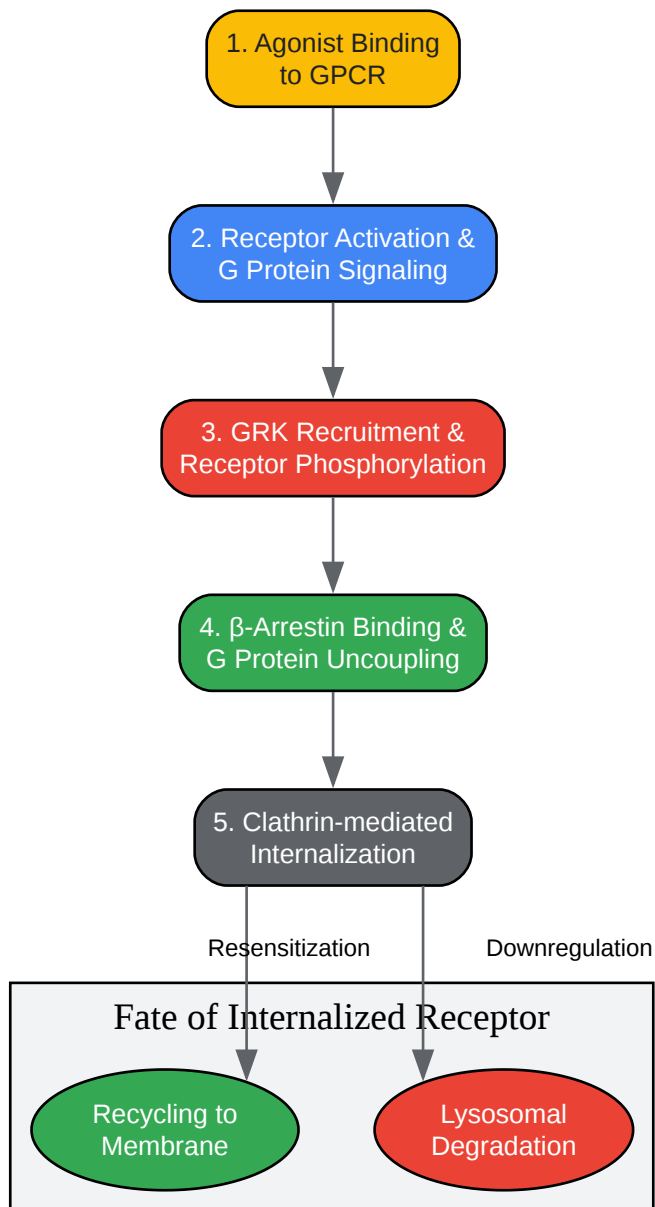 1. Agonist Binding
to GPCR
2. Receptor Activation &
G Protein Signaling
3. GRK Recruitment &
Receptor Phosphorylation
4. β-Arrestin Binding &
G Protein Uncoupling
5. Clathrin-mediated
Internalization
Resensitization
Downregulation
Fate of Internalized Receptor
Recycling to
Membrane
Lysosomal
Degradation